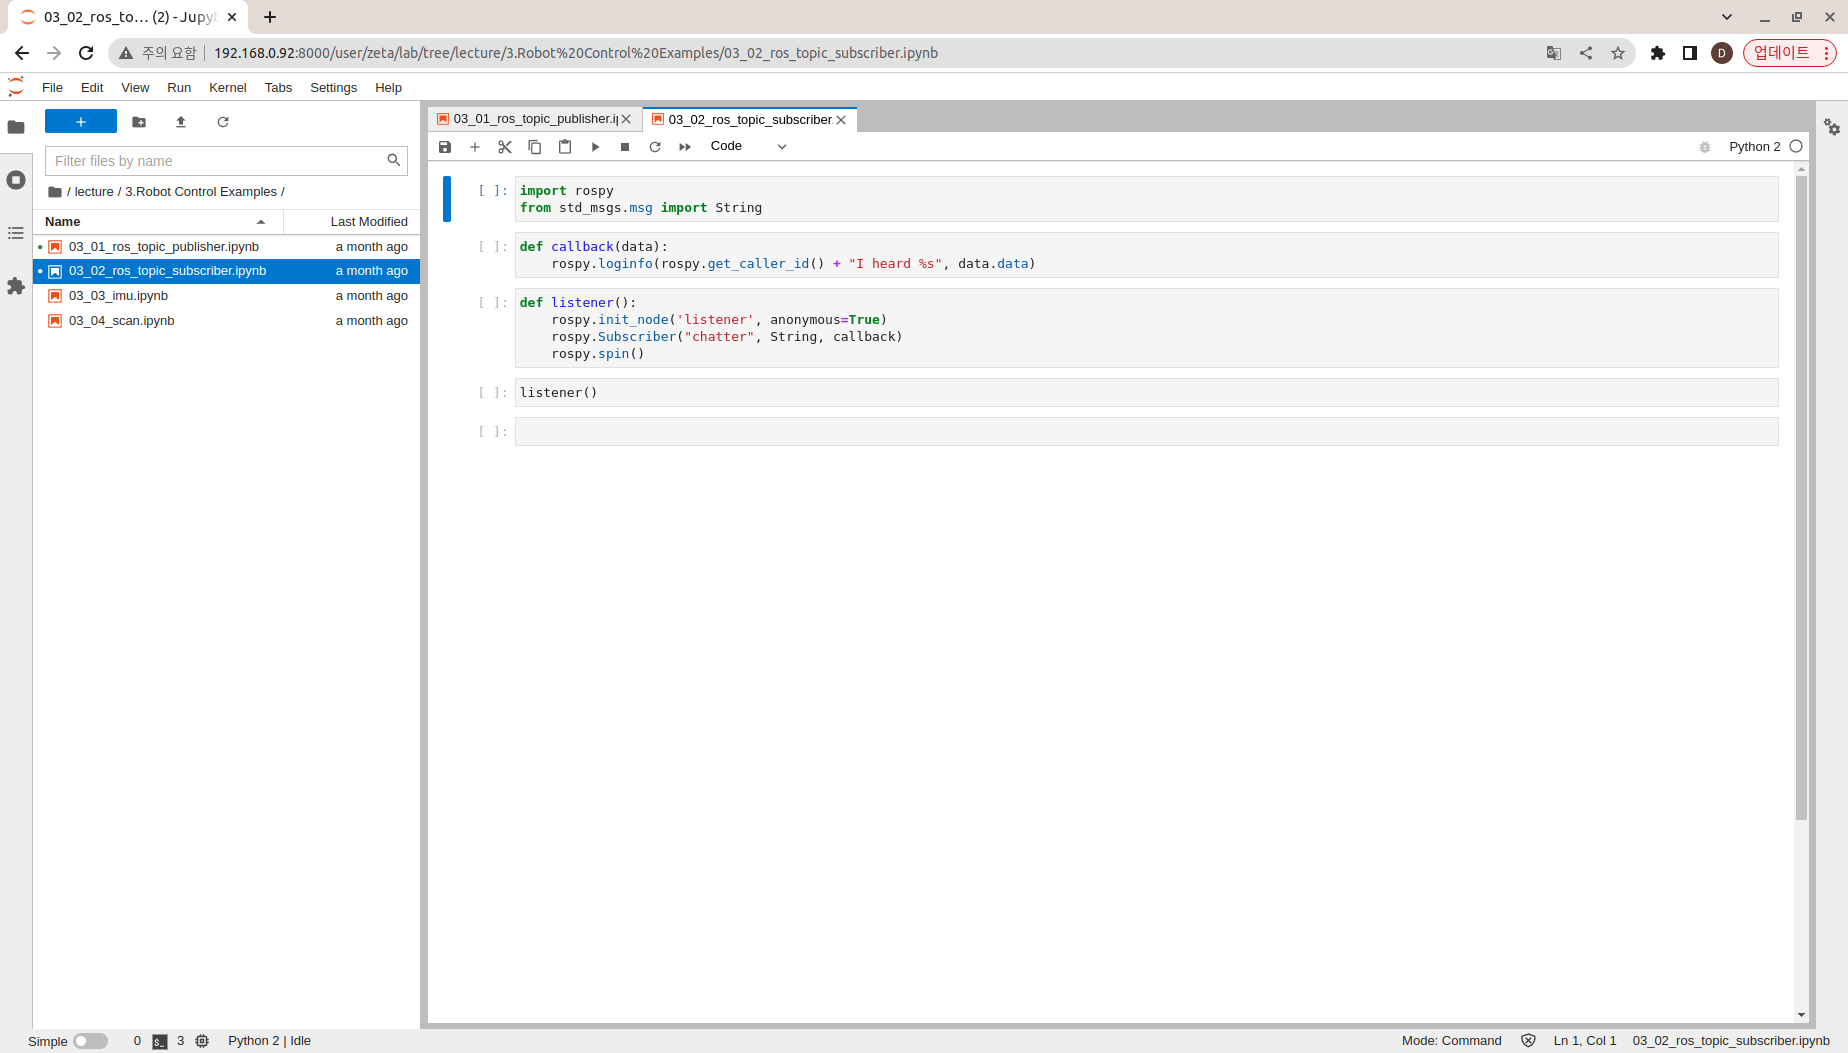 03_02_ros_to… (2) - Jupyt
주의 요함 192.168.0.92:8000/user/zeta/lab/tree/lecture/3.Robot%20Control%20Examples/03_02_ros_topic_subscriber.ipynb
D
업데이트
File Edit View Run Kernel Tabs Settings Help
Filter files by name
/ lecture / 3.Robot Control Examples /
Name Last Modified
03_01_ros_topic_publisher.ipynb a month ago
03_02_ros_topic_subscriber.ipynb a month ago
03_03_imu.ipynb a month ago
03_04_scan.ipynb a month ago
03_01_ros_topic_publisher.ip 03_02_ros_topic_subscriber.
Code Python 2
[ ]: import rospy
from std_msgs.msg import String
[ ]: def callback(data):
rospy.loginfo(rospy.get_caller_id() + "I heard %s", data.data)
[ ]: def listener():
rospy.init_node('listener', anonymous=True)
rospy.Subscriber("chatter", String, callback)
rospy.spin()
[ ]: listener()
[ ]:
Simple 0 3 Python 2 | Idle Mode: Command Ln 1, Col 1 03_02_ros_topic_subscriber.ipynb